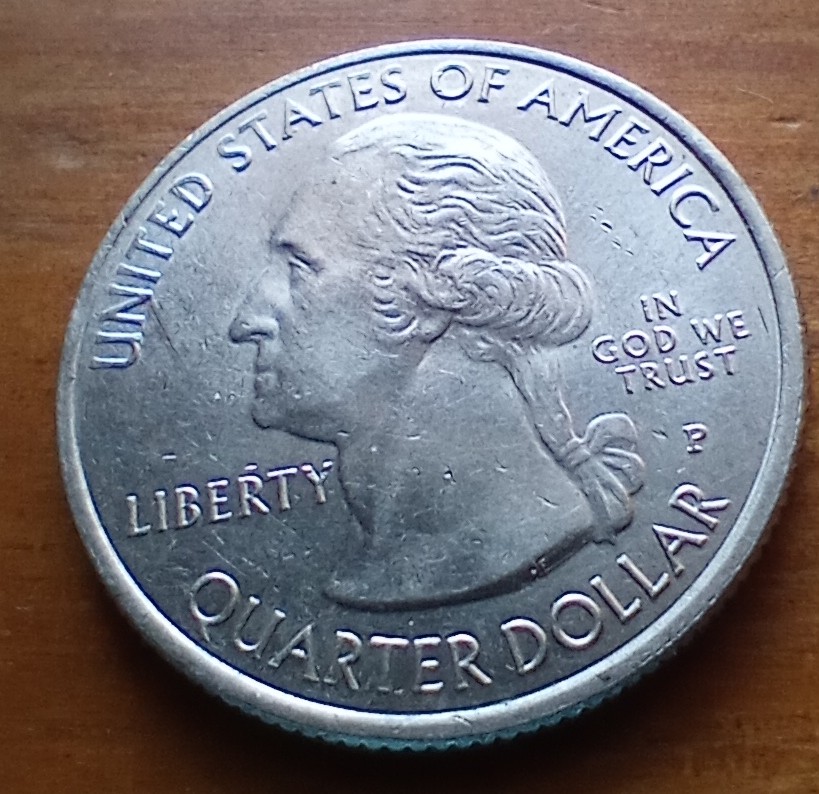 UNITED STATES OF AMERICA
IN
GOD WE
TRUST
P
LIBERTY
QUARTER DOLLAR